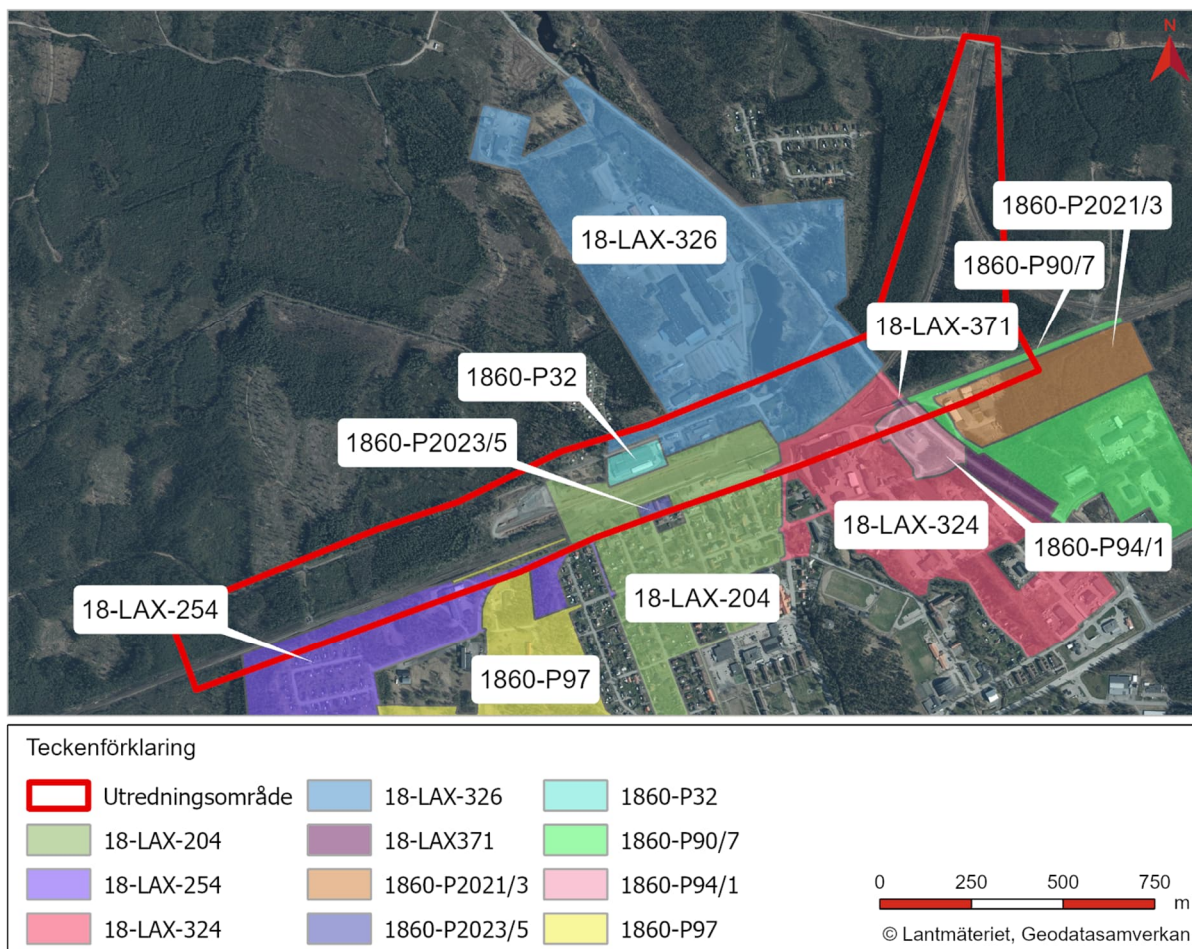 N
1860-P2021/3
18-LAX-326
1860-P90/7
18-LAX-371
1860-P32
1860-P2023/5
18-LAX-324
1860-P94/1
18-LAX-254
18-LAX-204
1860-P97
Teckenförklaring
Utredningsområde
18-LAX-204
18-LAX-254
18-LAX-324
18-LAX-326
18-LAX371
1860-P2021/3
1860-P2023/5
1860-P32
1860-P90/7
1860-P94/1
1860-P97
0 250 500 750
m
© Lantmäteriet, Geodatasamverkan